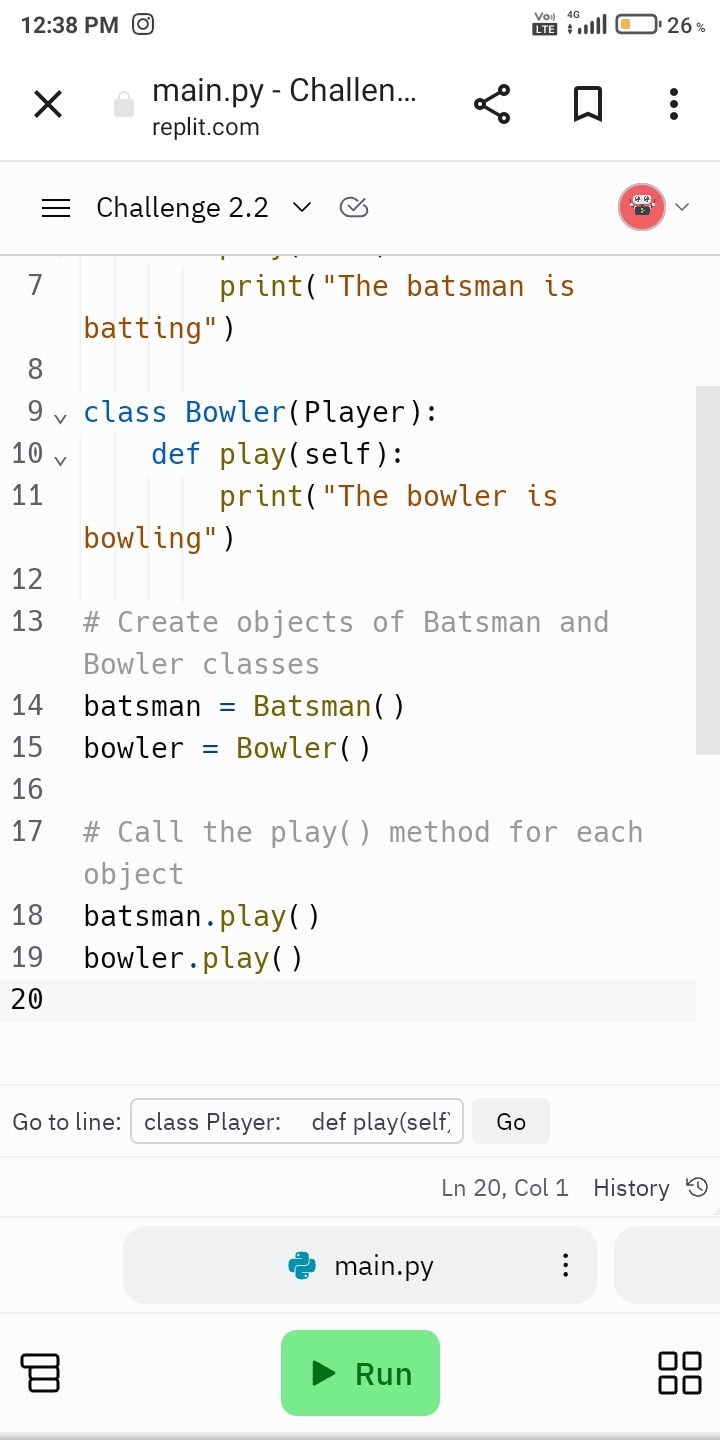 12:38 PM Vo) LTE 4G 26 %
main.py - Challen...
replit.com
Challenge 2.2
7 print("The batsman is
batting")
8
9 class Bowler(Player):
10 def play(self):
11 print("The bowler is
bowling")
12
13 # Create objects of Batsman and
Bowler classes
14 batsman = Batsman()
15 bowler = Bowler()
16
17 # Call the play() method for each
object
18 batsman.play()
19 bowler.play()
20
Go to line: class Player: def play(self) Go
Ln 20, Col 1 History
main.py
Run